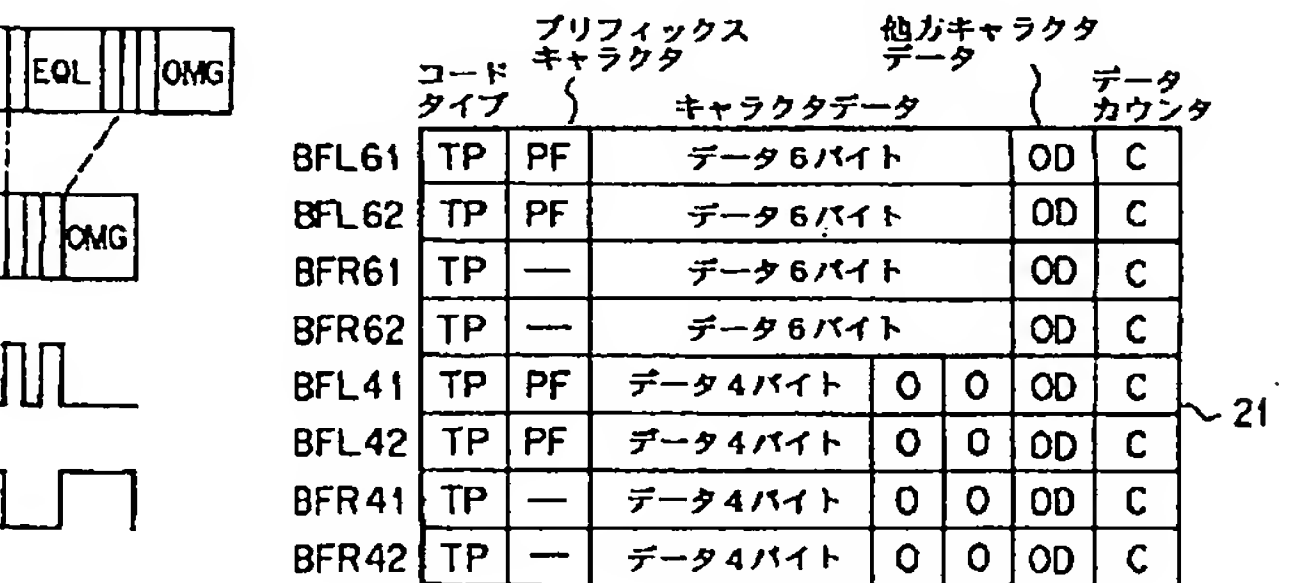 EQL OMG
OMG
プリフィックス
キャラクタ
他方キャラクタ
データ
コード
タイプ
キャラクタデータ
データ
カウンタ
BFL61 TP PF データ6バイト OD C
BFL62 TP PF データ6バイト OD C
BFR61 TP — データ6バイト OD C
BFR62 TP — データ6バイト OD C
BFL41 TP PF データ4バイト 0 0 OD C
BFL42 TP PF データ4バイト 0 0 OD C
BFR41 TP — データ4バイト 0 0 OD C
BFR42 TP — データ4バイト 0 0 OD C
21